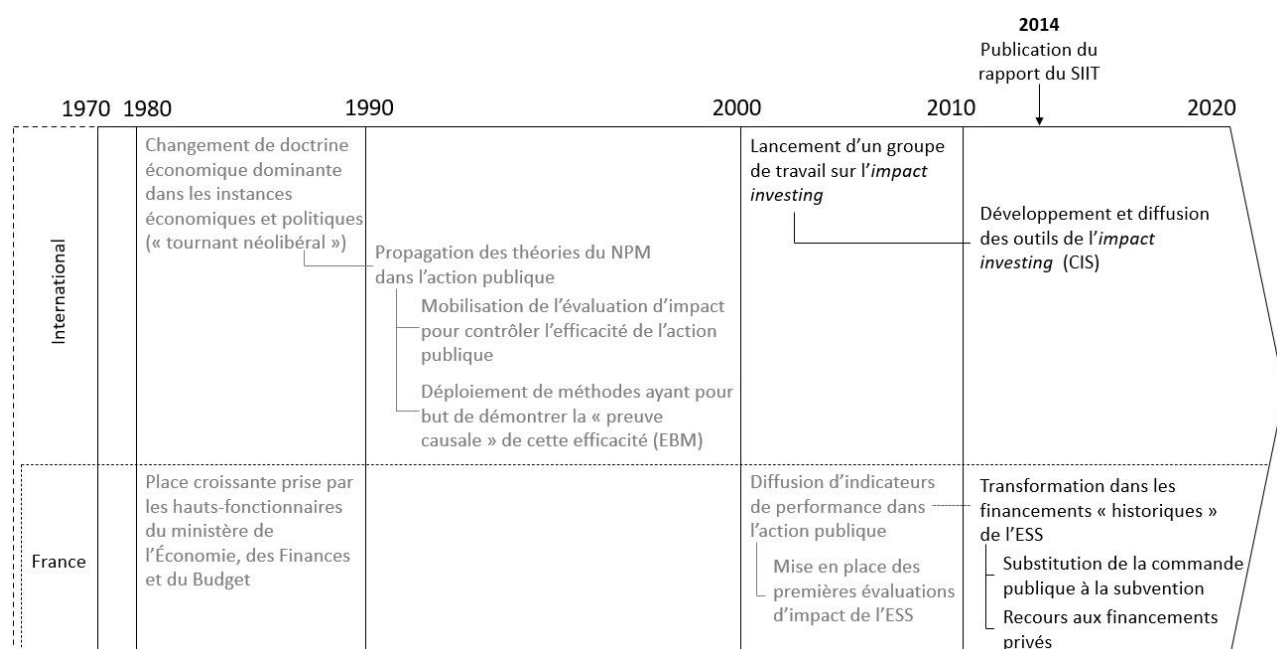 2014
Publication du
rapport du SIIT
1970 1980 1990 2000 2010 2020
International
Changement de doctrine
économique dominante
dans les instances
économiques et politiques
(« tournant néolibéral »)
Propagation des théories du NPM
dans l'action publique
Mobilisation de l'évaluation d'impact
pour contrôler l'efficacité de l'action
publique
Déploiement de méthodes ayant pour
but de démontrer la « preuve
causale » de cette efficacité (EBM)
Lancement d'un groupe
de travail sur l'impact
investing
Développement et diffusion
des outils de l'impact
investing (CIS)
France
Place croissante prise par
les hauts-fonctionnaires
du ministère de
l'Économie, des Finances
et du Budget
Diffusion d'indicateurs
de performance dans
l'action publique
Mise en place des
premières évaluations
d'impact de l'ESS
Transformation dans les
financements « historiques »
de l'ESS
Substitution de la commande
publique à la subvention
Recours aux financements
privés